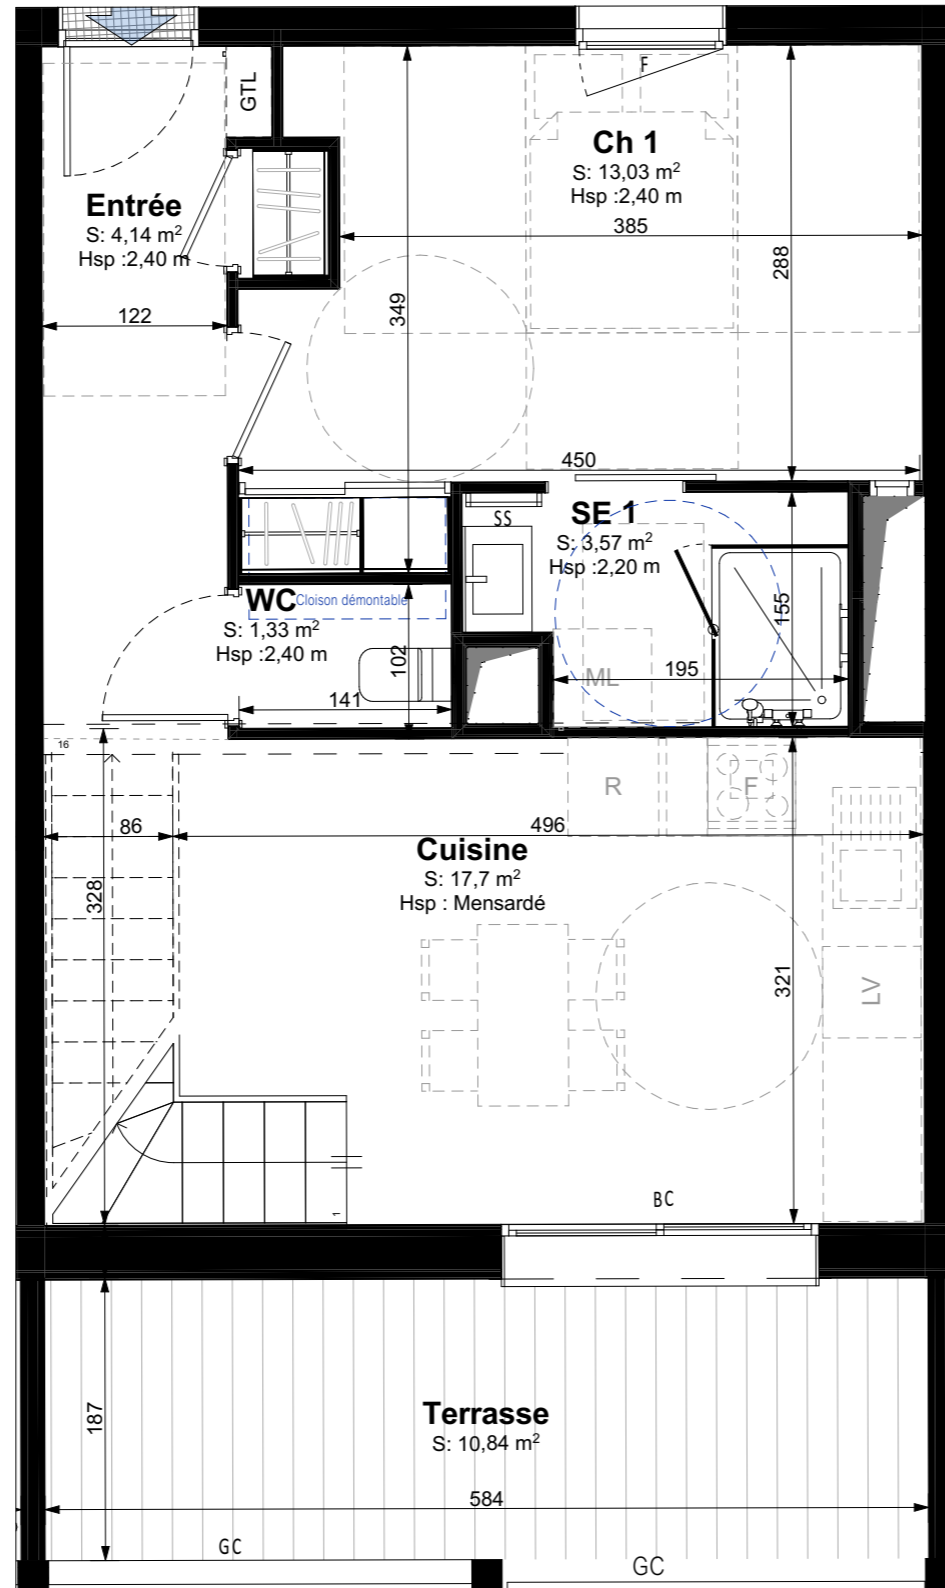 GTL
F
Ch 1
S: 13,03 m²
Hsp :2,40 m
385
Entrée
S: 4,14 m²
Hsp :2,40 m
122
349
288
450
SS
SE 1
S: 3,57 m²
Hsp :2,20 m
155
WC
Cloison démontable
S: 1,33 m²
Hsp :2,40 m
102
141
ML
195
16
R
F
86
496
Cuisine
S: 17,7 m²
Hsp : Mensardé
328
321
LV
1
BC
187
Terrasse
S: 10,84 m²
584
GC
GC